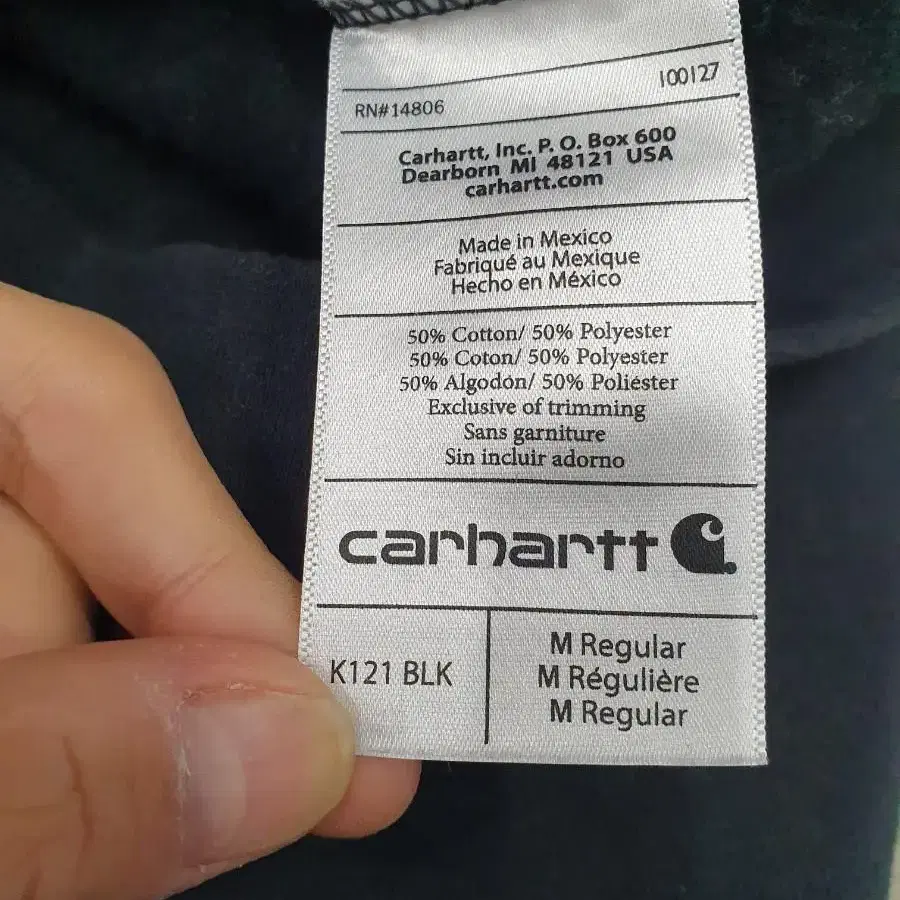 100127
RN#14806
Carhartt, Inc. P. O. Box 600
Dearborn MI 48121 USA
carhartt.com
Made in Mexico
Fabriqué au Mexique
Hecho en México
50% Cotton/ 50% Polyester
50% Coton/ 50% Polyester
50% Algodón/ 50% Poliéster
Exclusive of trimming
Sans garniture
Sin incluir adorno
carhartt
K121 BLK
M Regular
M Régulière
M Regular